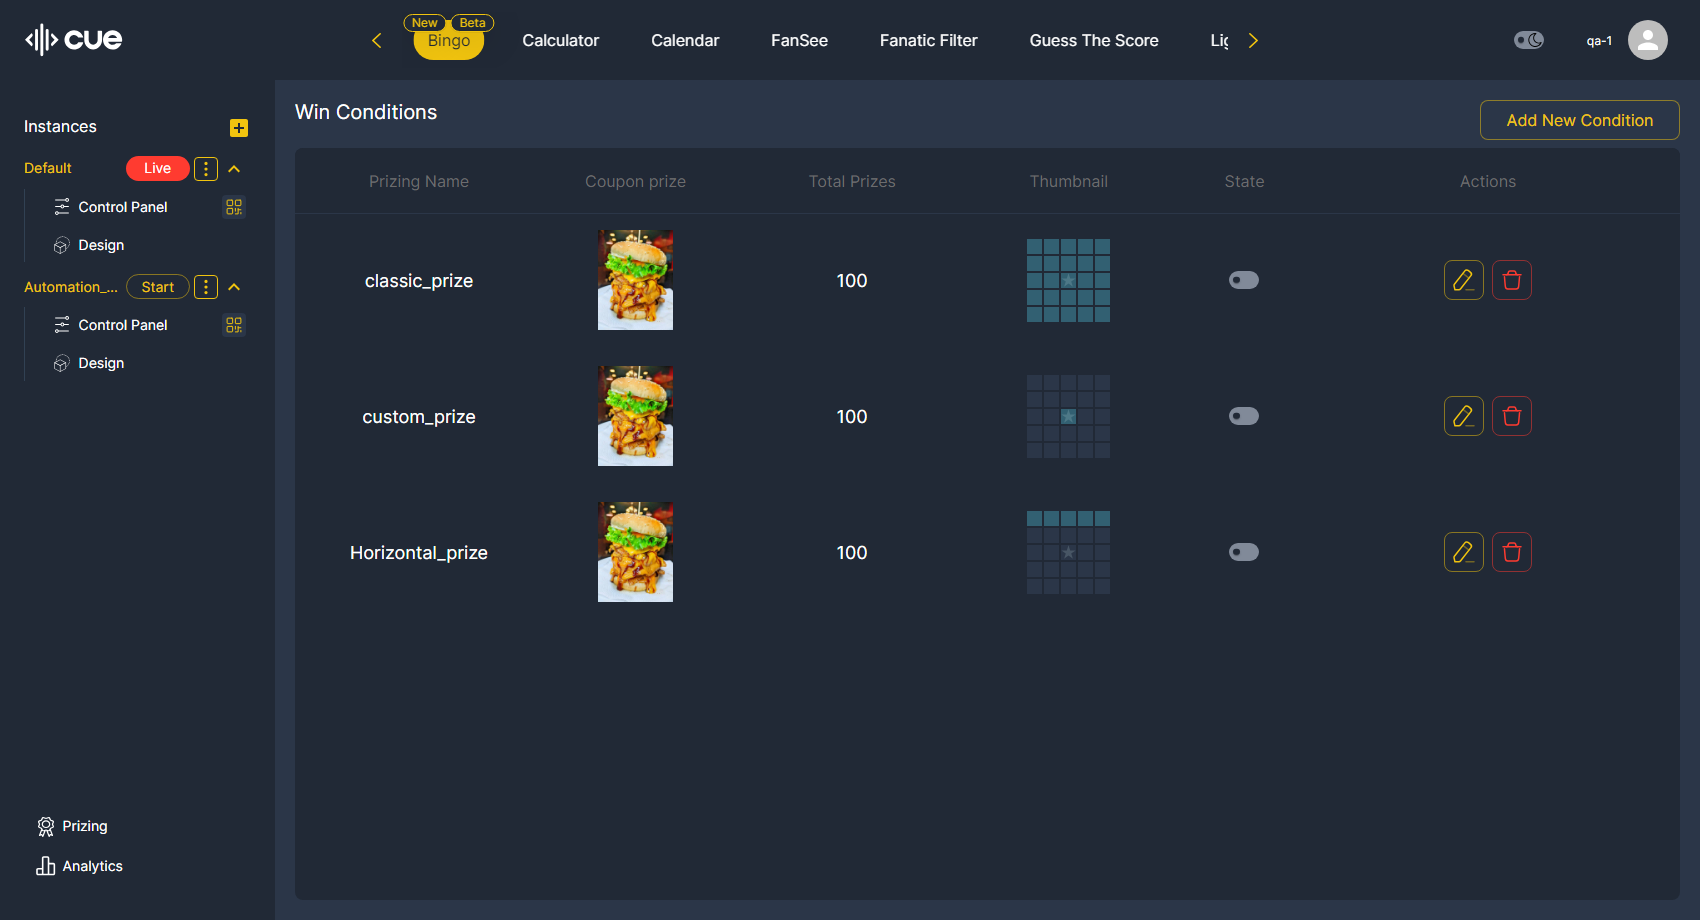 cue
New Beta
Bingo Calculator Calendar FanSee Fanatic Filter Guess The Score Lig
qa-1
Instances
Default Live
Control Panel
Design
Automation_... Start
Control Panel
Design
Prizing
Analytics
Win Conditions
Add New Condition
Prizing Name Coupon prize Total Prizes Thumbnail State Actions
classic_prize 100
custom_prize 100
Horizontal_prize 100